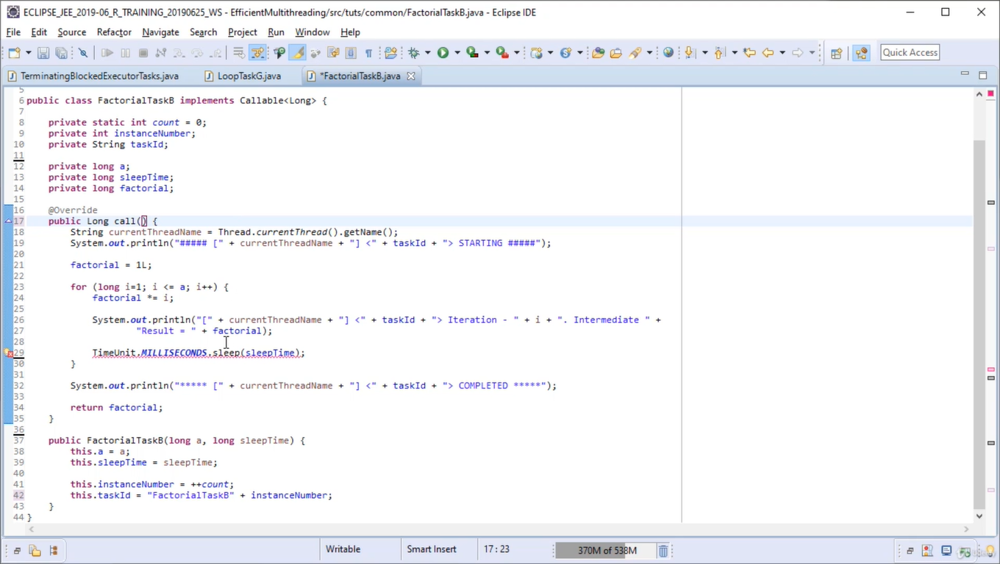 ECLIPSE_JEE_2019-06_R_TRAINING_20190625_WS - EfficientMultithreading/src/tuts/common/FactorialTaskB.java - Eclipse IDE
File Edit Source Refactor Navigate Search Project Run Window Help
Quick Access
TerminatingBlockedExecutorTasks.java LoopTaskG.java *FactorialTaskB.java
5
6 public class FactorialTaskB implements Callable<Long> {
7
8 private static int count = 0;
9 private int instanceNumber;
10 private String taskId;
11
12 private long a;
13 private long sleepTime;
14 private long factorial;
15
16 @Override
17 public Long call() {
18 String currentThreadName = Thread.currentThread().getName();
19 System.out.println("##### [" + currentThreadName + "] <" + taskId + "> STARTING #####");
20
21 factorial = 1L;
22
23 for (long i=1; i <= a; i++) {
24 factorial *= i;
25
26 System.out.println("[" + currentThreadName + "] <" + taskId + "> Iteration - " + i + ". Intermediate " +
27 "Result = " + factorial);
28
29 TimeUnit.MILLISECONDS.sleep(sleepTime);
30 }
31
32 System.out.println("***** [" + currentThreadName + "] <" + taskId + "> COMPLETED *****");
33
34 return factorial;
35 }
36
37 public FactorialTaskB(long a, long sleepTime) {
38 this.a = a;
39 this.sleepTime = sleepTime;
40
41 this.instanceNumber = ++count;
42 this.taskId = "FactorialTaskB" + instanceNumber;
43 }
44 }
Writable Smart Insert 17 : 23 370M of 538M